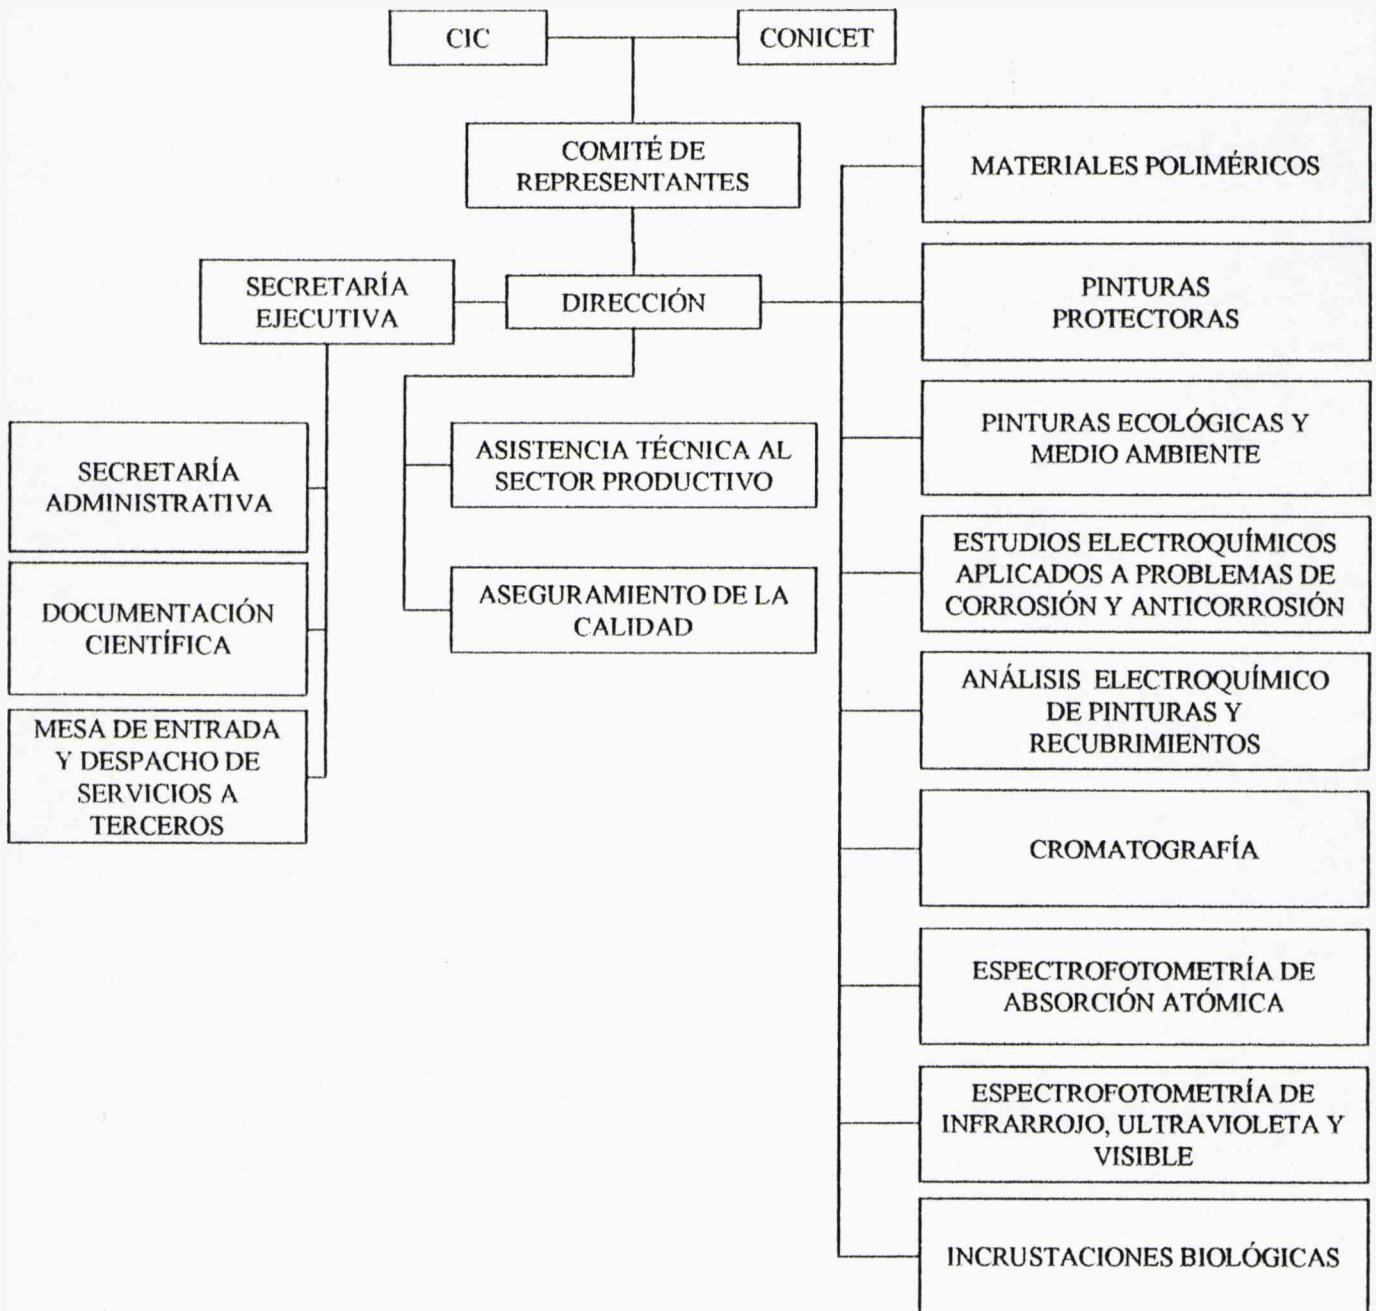 CIC
CONICET
COMITÉ DE
REPRESENTANTES
SECRETARÍA
EJECUTIVA
DIRECCIÓN
SECRETARÍA
ADMINISTRATIVA
DOCUMENTACIÓN
CIENTÍFICA
MESA DE ENTRADA
Y DESPACHO DE
SERVICIOS A
TERCEROS
ASISTENCIA TÉCNICA AL
SECTOR PRODUCTIVO
ASEGURAMIENTO DE LA
CALIDAD
MATERIALES POLIMÉRICOS
PINTURAS
PROTECTORAS
PINTURAS ECOLÓGICAS Y
MEDIO AMBIENTE
ESTUDIOS ELECTROQUÍMICOS
APLICADOS A PROBLEMAS DE
CORROSIÓN Y ANTICORROSIÓN
ANÁLISIS ELECTROQUÍMICO
DE PINTURAS Y
RECUBRIMIENTOS
CROMATOGRAFÍA
ESPECTROFOTOMETRÍA DE
ABSORCIÓN ATÓMICA
ESPECTROFOTOMETRÍA DE
INFRARROJO, ULTRAVIOLETA Y
VISIBLE
INCRUSTACIONES BIOLÓGICAS